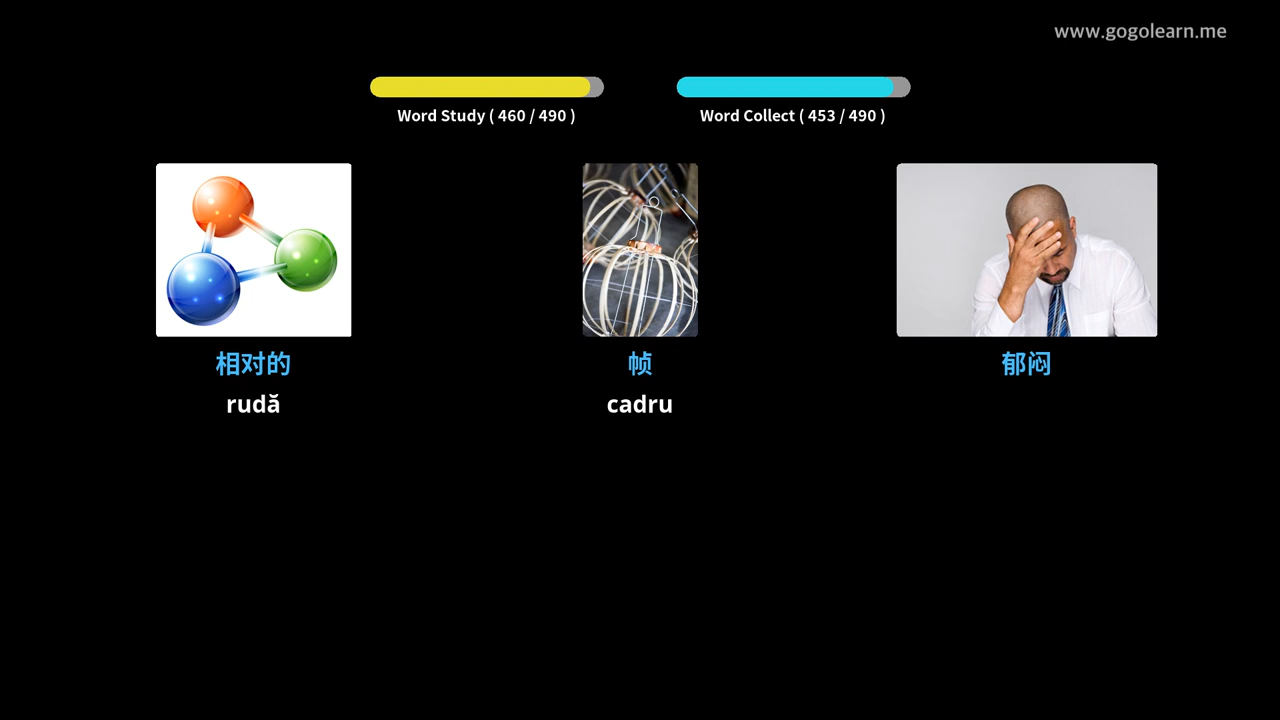 www.gogolearn.me
Word Study ( 460 / 490 )
Word Collect ( 453 / 490 )
相对的
帧
郁闷
rudă
cadru